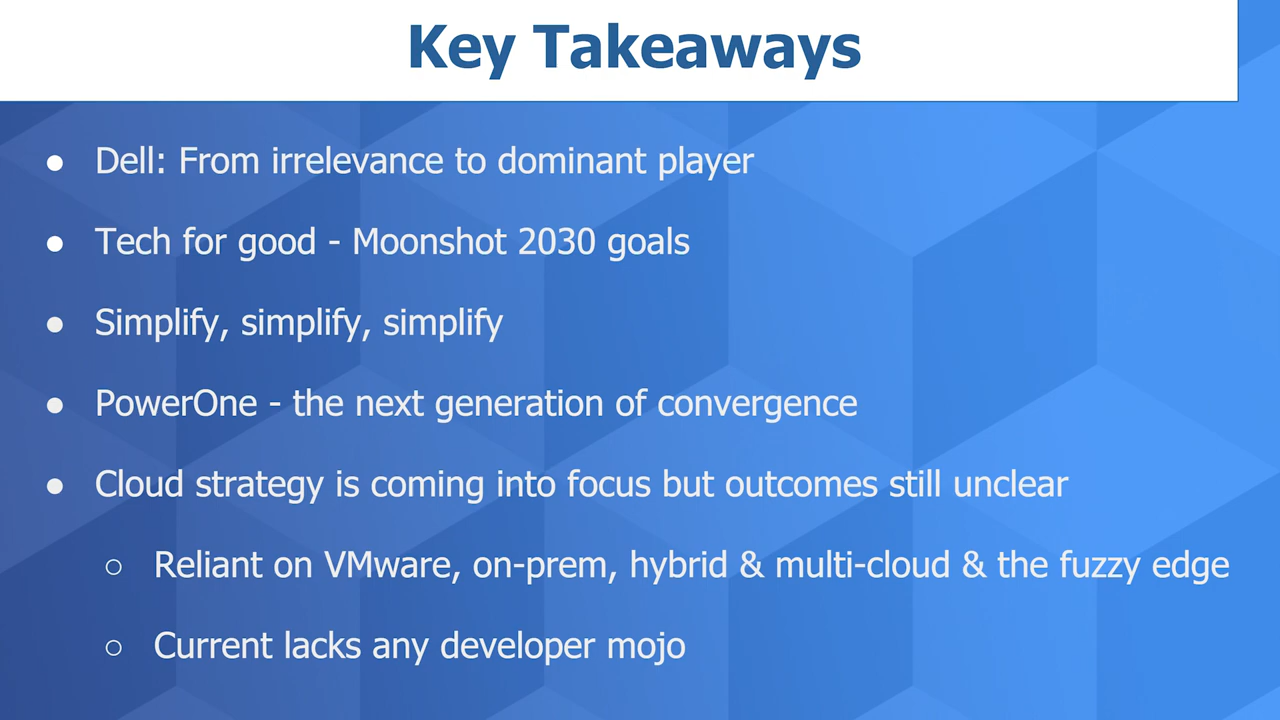 Key Takeaways
● Dell: From irrelevance to dominant player
● Tech for good - Moonshot 2030 goals
● Simplify, simplify, simplify
● PowerOne - the next generation of convergence
● Cloud strategy is coming into focus but outcomes still unclear
○ Reliant on VMware, on-prem, hybrid & multi-cloud & the fuzzy edge
○ Current lacks any developer mojo